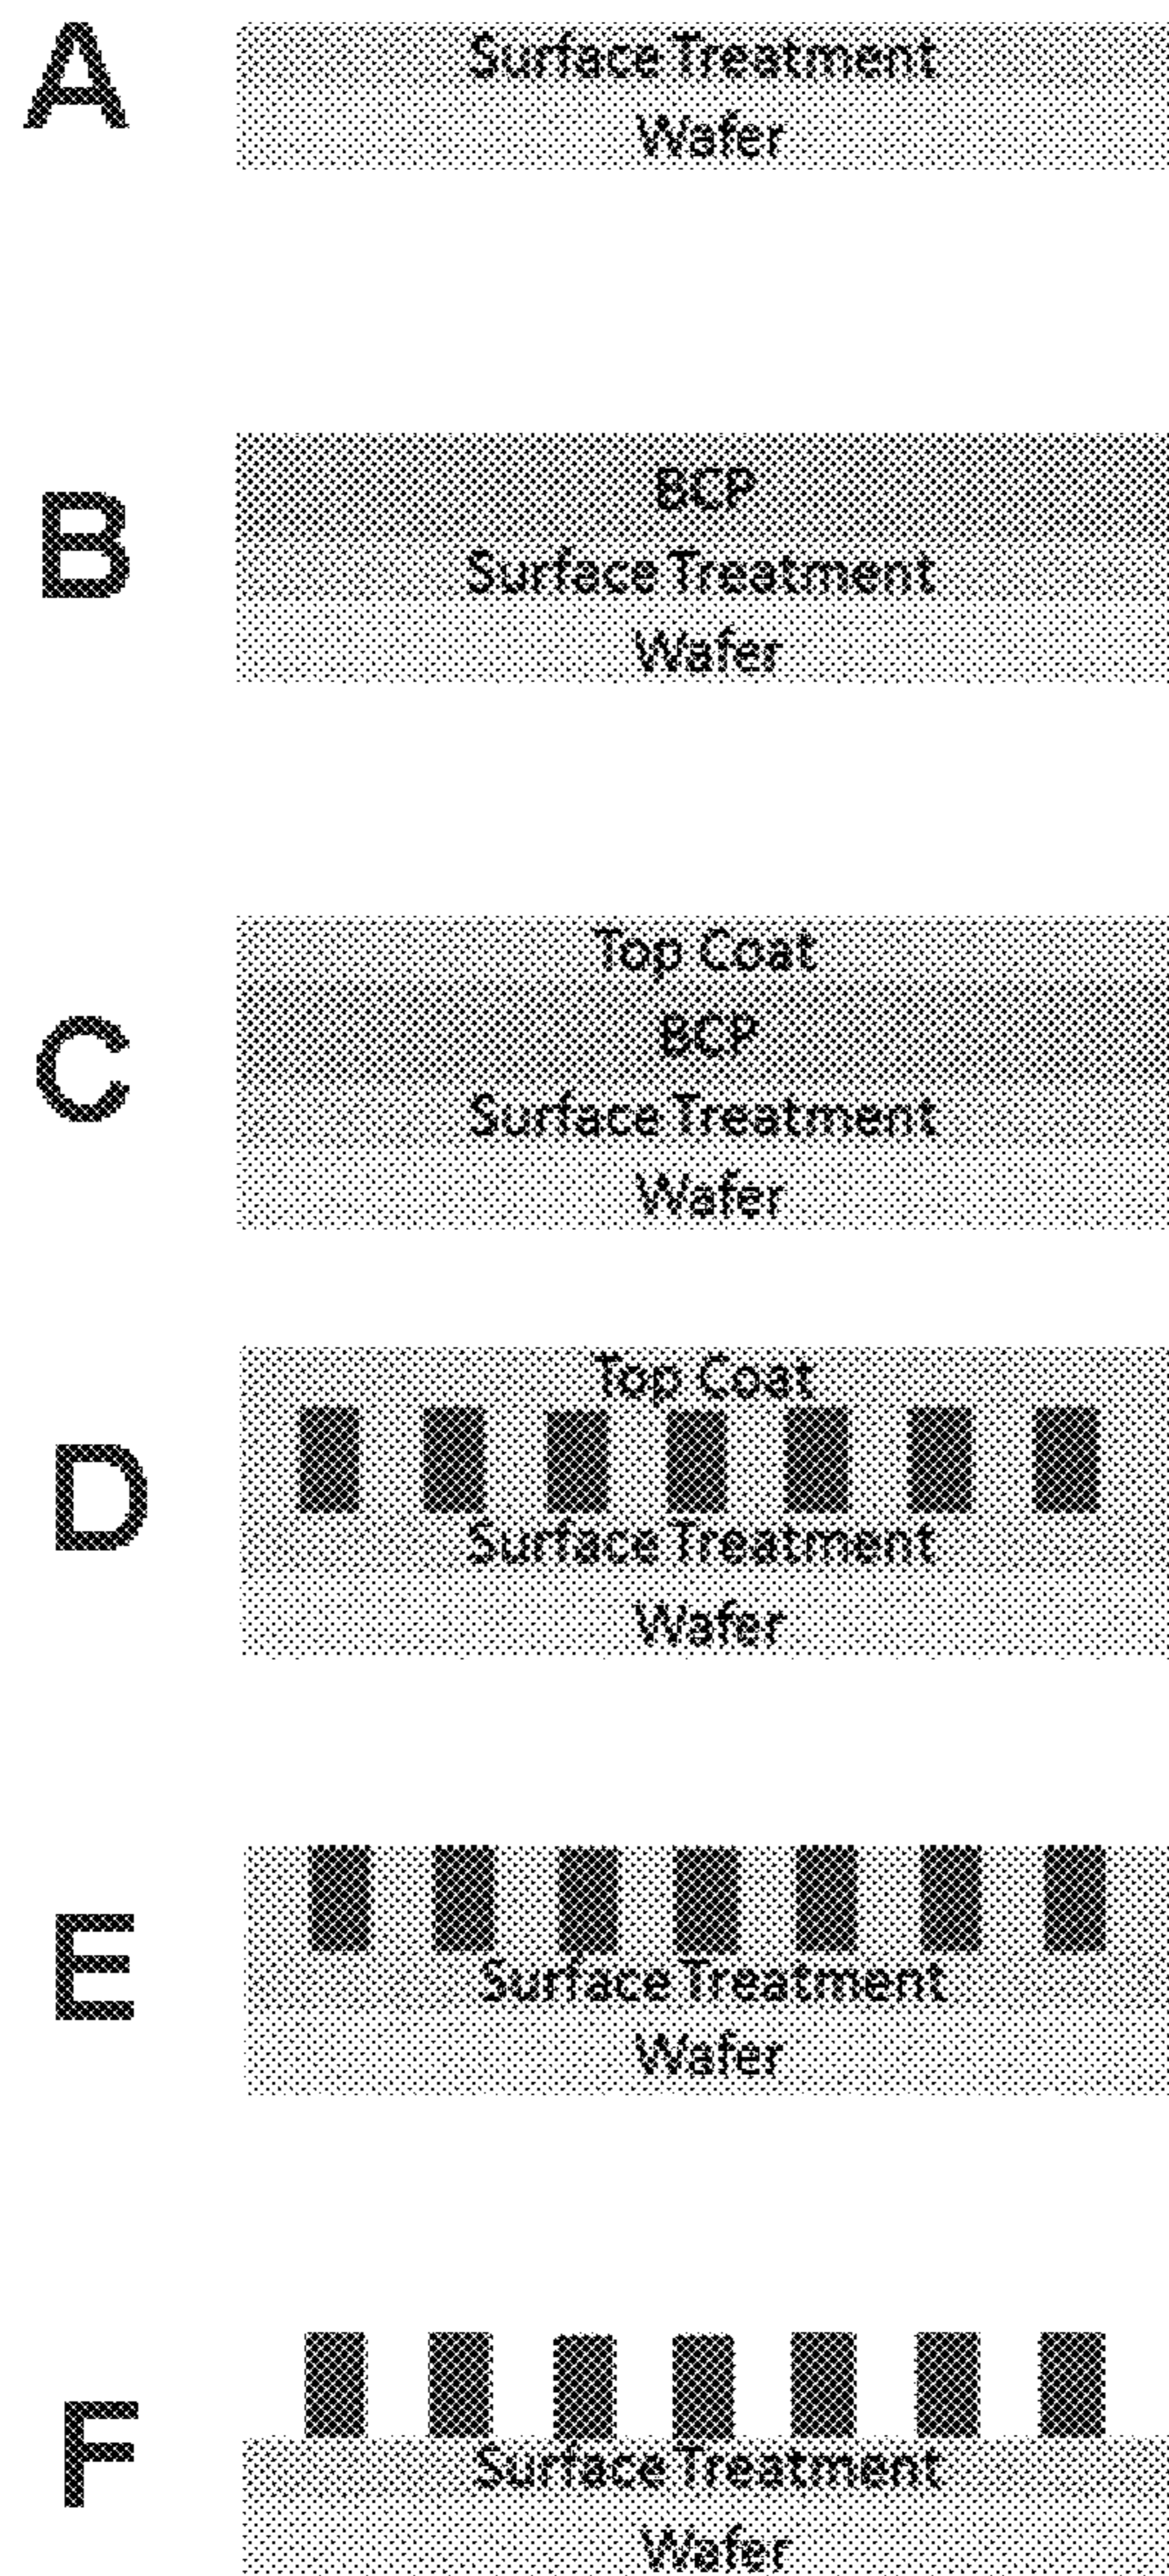 A
Surface Treatment
Wafer
B
BCP
Surface Treatment
Wafer
C
Top Coat
BCP
Surface Treatment
Wafer
D
Top Coat
Surface Treatment
Wafer
E
Surface Treatment
Wafer
F
Surface Treatment
Wafer